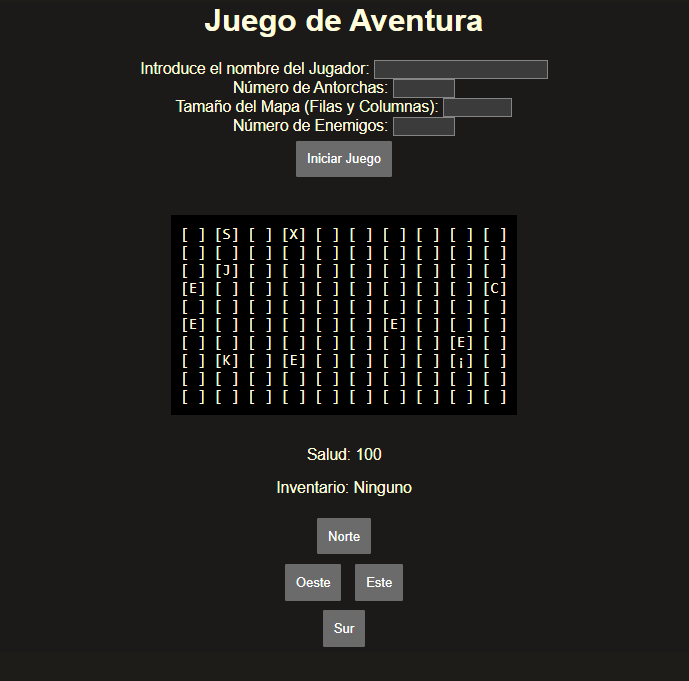 Juego de Aventura
Introduce el nombre del Jugador:
Número de Antorchas:
Tamaño del Mapa (Filas y Columnas):
Número de Enemigos:
Iniciar Juego
[ ] [S] [ ] [X] [ ] [ ] [ ] [ ] [ ] [ ]
[ ] [ ] [ ] [ ] [ ] [ ] [ ] [ ] [ ] [ ]
[ ] [J] [ ] [ ] [ ] [ ] [ ] [ ] [ ] [ ]
[E] [ ] [ ] [ ] [ ] [ ] [ ] [ ] [ ] [C]
[ ] [ ] [ ] [ ] [ ] [ ] [ ] [ ] [ ] [ ]
[E] [ ] [ ] [ ] [ ] [ ] [E] [ ] [ ] [ ]
[ ] [ ] [ ] [ ] [ ] [ ] [ ] [ ] [E] [ ]
[ ] [K] [ ] [E] [ ] [ ] [ ] [ ] [¡] [ ]
[ ] [ ] [ ] [ ] [ ] [ ] [ ] [ ] [ ] [ ]
[ ] [ ] [ ] [ ] [ ] [ ] [ ] [ ] [ ] [ ]
Salud: 100
Inventario: Ninguno
Norte
Oeste Este
Sur